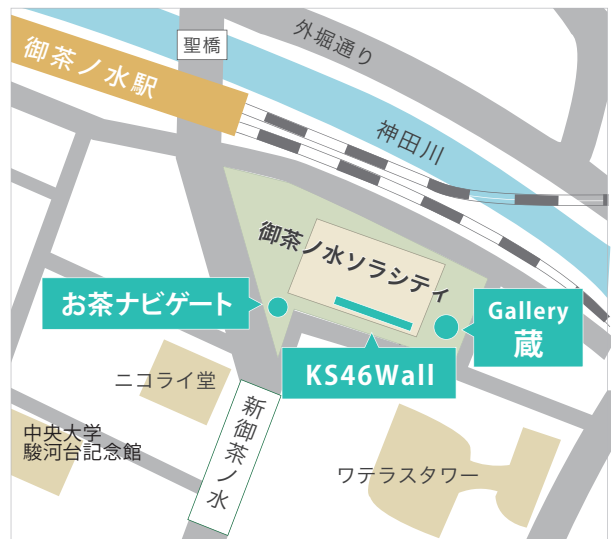 聖橋
外堀通り
御茶ノ水駅
神田川
御茶ノ水ソラシティ
お茶ナビゲート
Gallery
蔵
KS46Wall
ニコライ堂
新御茶ノ水
中央大学
駿河台記念館
ワテラスタワー